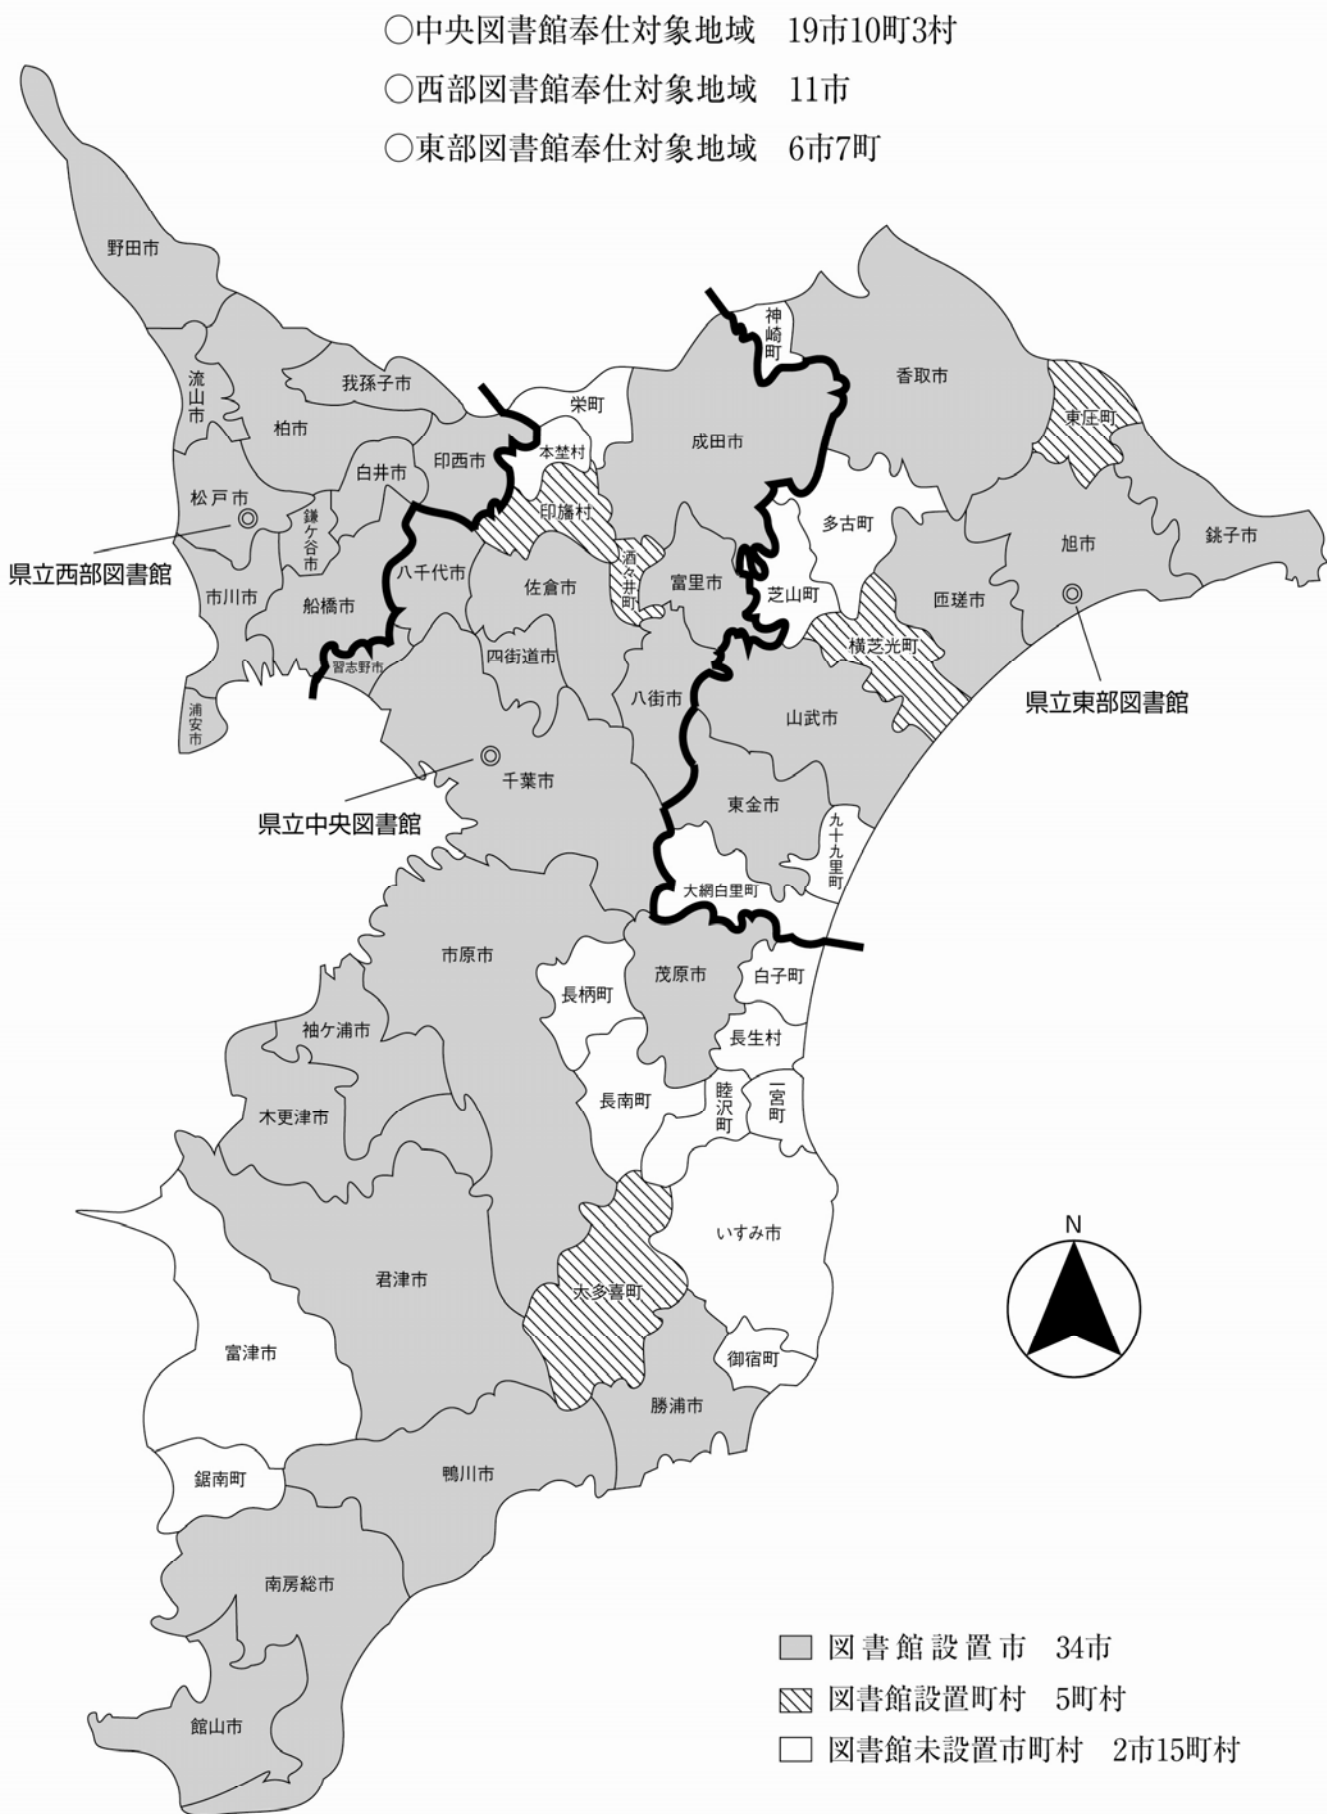 ○中央図書館奉仕対象地域 19市10町3村
○西部図書館奉仕対象地域 11市
○東部図書館奉仕対象地域 6市7町
野田市
神崎町
香取市
流山市
我孫子市
柏市
栄町
成田市
東庄町
印西市
本埜村
白井市
松戸市
鎌ケ谷市
印旛村
多古町
銚子市
旭市
県立西部図書館
市川市
船橋市
八千代市
佐倉市
酒々井町
富里市
芝山町
匝瑳市
横芝光町
習志野市
四街道市
八街市
県立東部図書館
浦安市
山武市
千葉市
県立中央図書館
東金市
九十九里町
大網白里町
市原市
長柄町
茂原市
白子町
袖ケ浦市
長生村
木更津市
長南町
睦沢町
一宮町
いすみ市
N
君津市
大多喜町
富津市
御宿町
勝浦市
鋸南町
鴨川市
南房総市
館山市
図書館設置市 34市
図書館設置町村 5町村
図書館未設置市町村 2市15町村